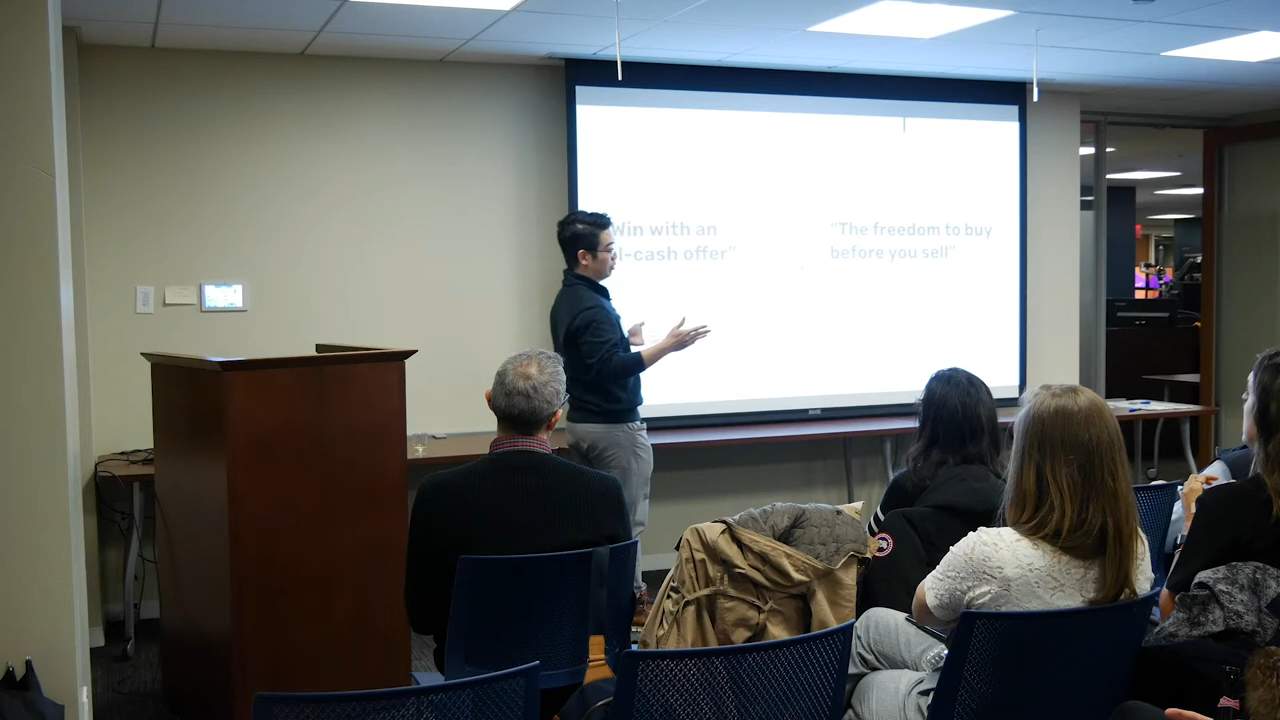 Win with an
l-cash offer”
“The freedom to buy
before you sell”